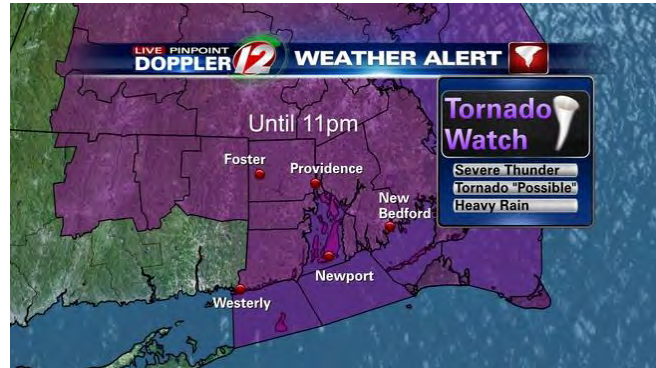 LIVE PINPOINT
DOPPLER 12
WEATHER ALERT
Tornado
Watch
Severe Thunder
Tornado "Possible"
Heavy Rain
Until 11pm
Foster
Providence
New
Bedford
Newport
Westerly